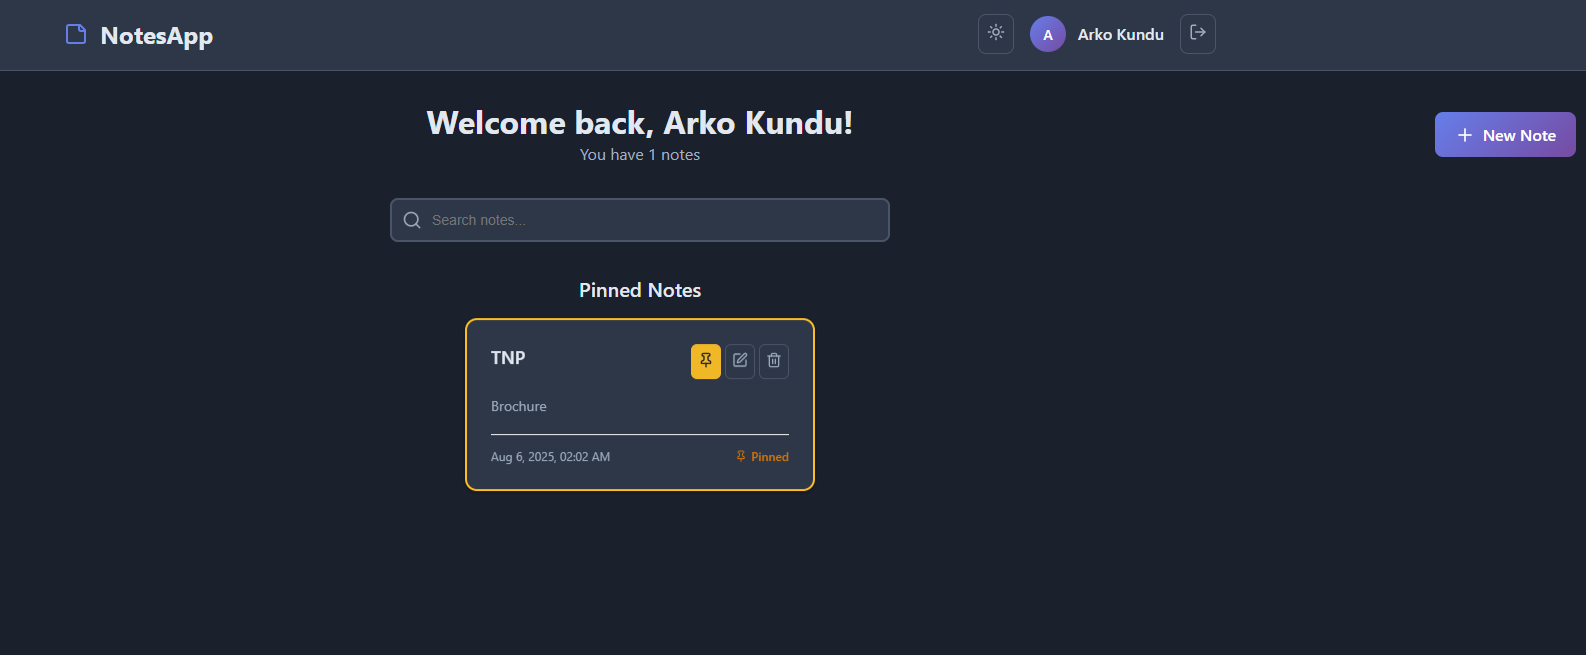 NotesApp
A Arko Kundu
Welcome back, Arko Kundu!
You have 1 notes
New Note
Search notes...
Pinned Notes
TNP
Brochure
Aug 6, 2025, 02:02 AM Pinned